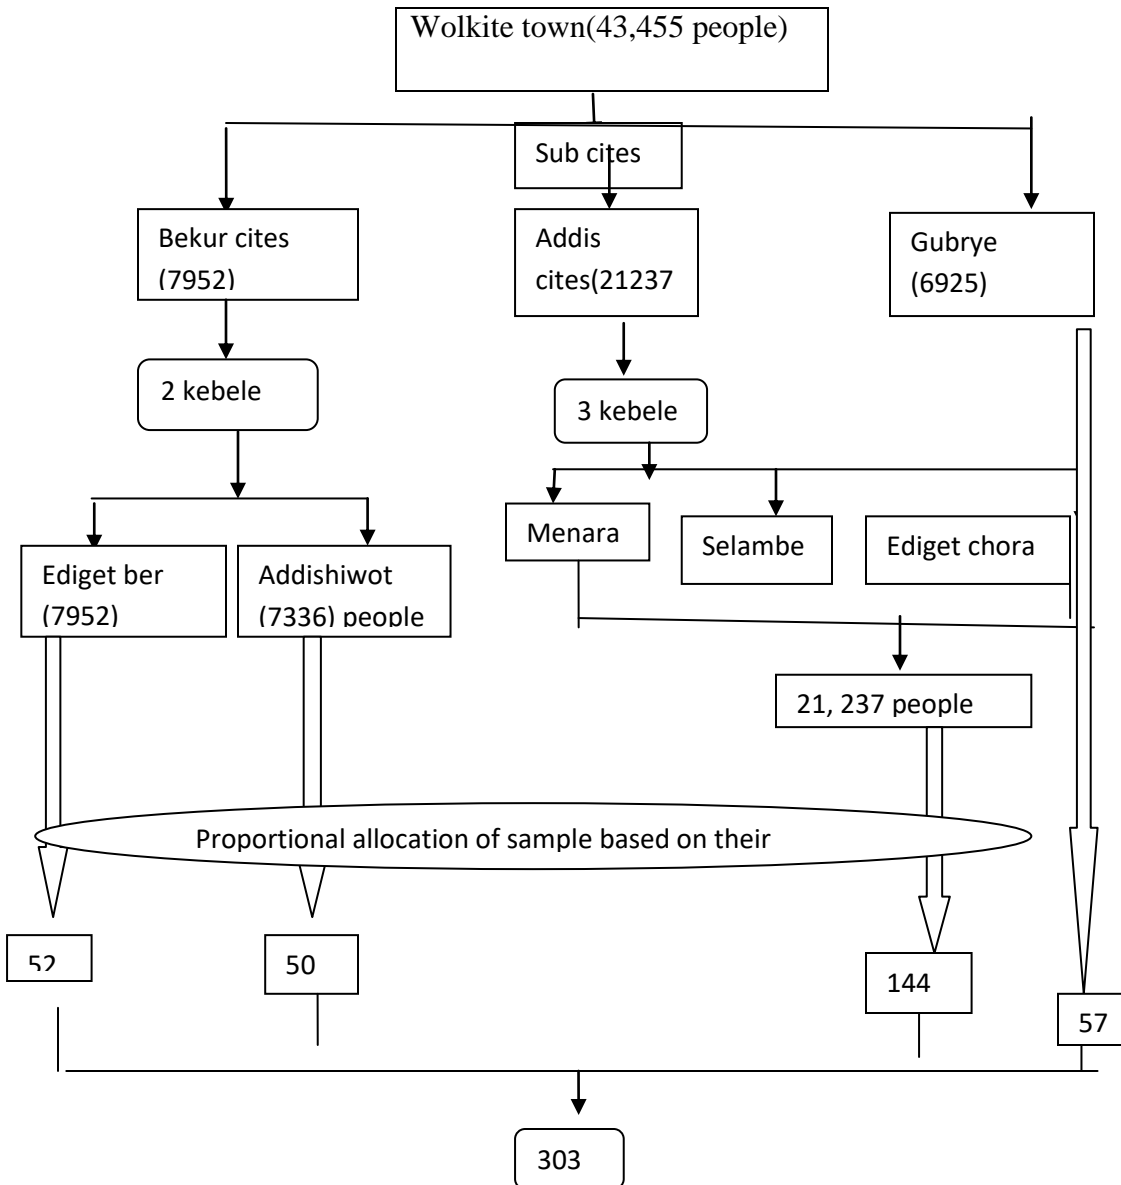 Wolkite town(43,455 people)
Sub cites
Bekur cites
(7952)
Addis
cites(21237
Gubrye
(6925)
2 kebele
3 kebele
Menara
Selambe
Ediget chora
Ediget ber
(7952)
Addishiwot
(7336) people
21, 237 people
Proportional allocation of sample based on their
52
50
144
57
303